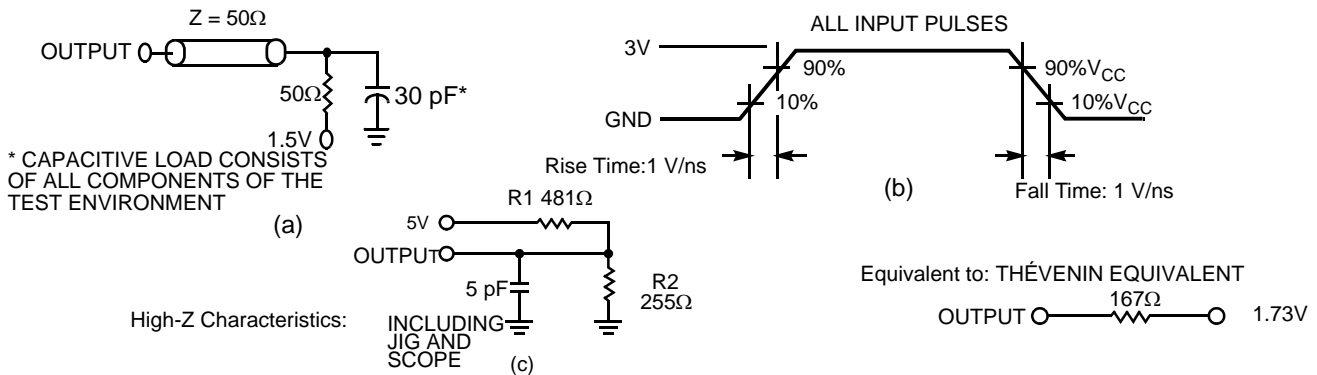 Z = 50Ω
OUTPUT
50Ω
30 pF*
1.5V
* CAPACITIVE LOAD CONSISTS
OF ALL COMPONENTS OF THE
TEST ENVIRONMENT
(a)
ALL INPUT PULSES
3V
90%
90%VCC
10%
10%VCC
GND
Rise Time:1 V/ns
(b)
Fall Time: 1 V/ns
R1 481Ω
5V
OUTPUT
5 pF
R2
255Ω
High-Z Characteristics:
INCLUDING
JIG AND
SCOPE
(c)
Equivalent to: THÉVENIN EQUIVALENT
167Ω
OUTPUT
1.73V